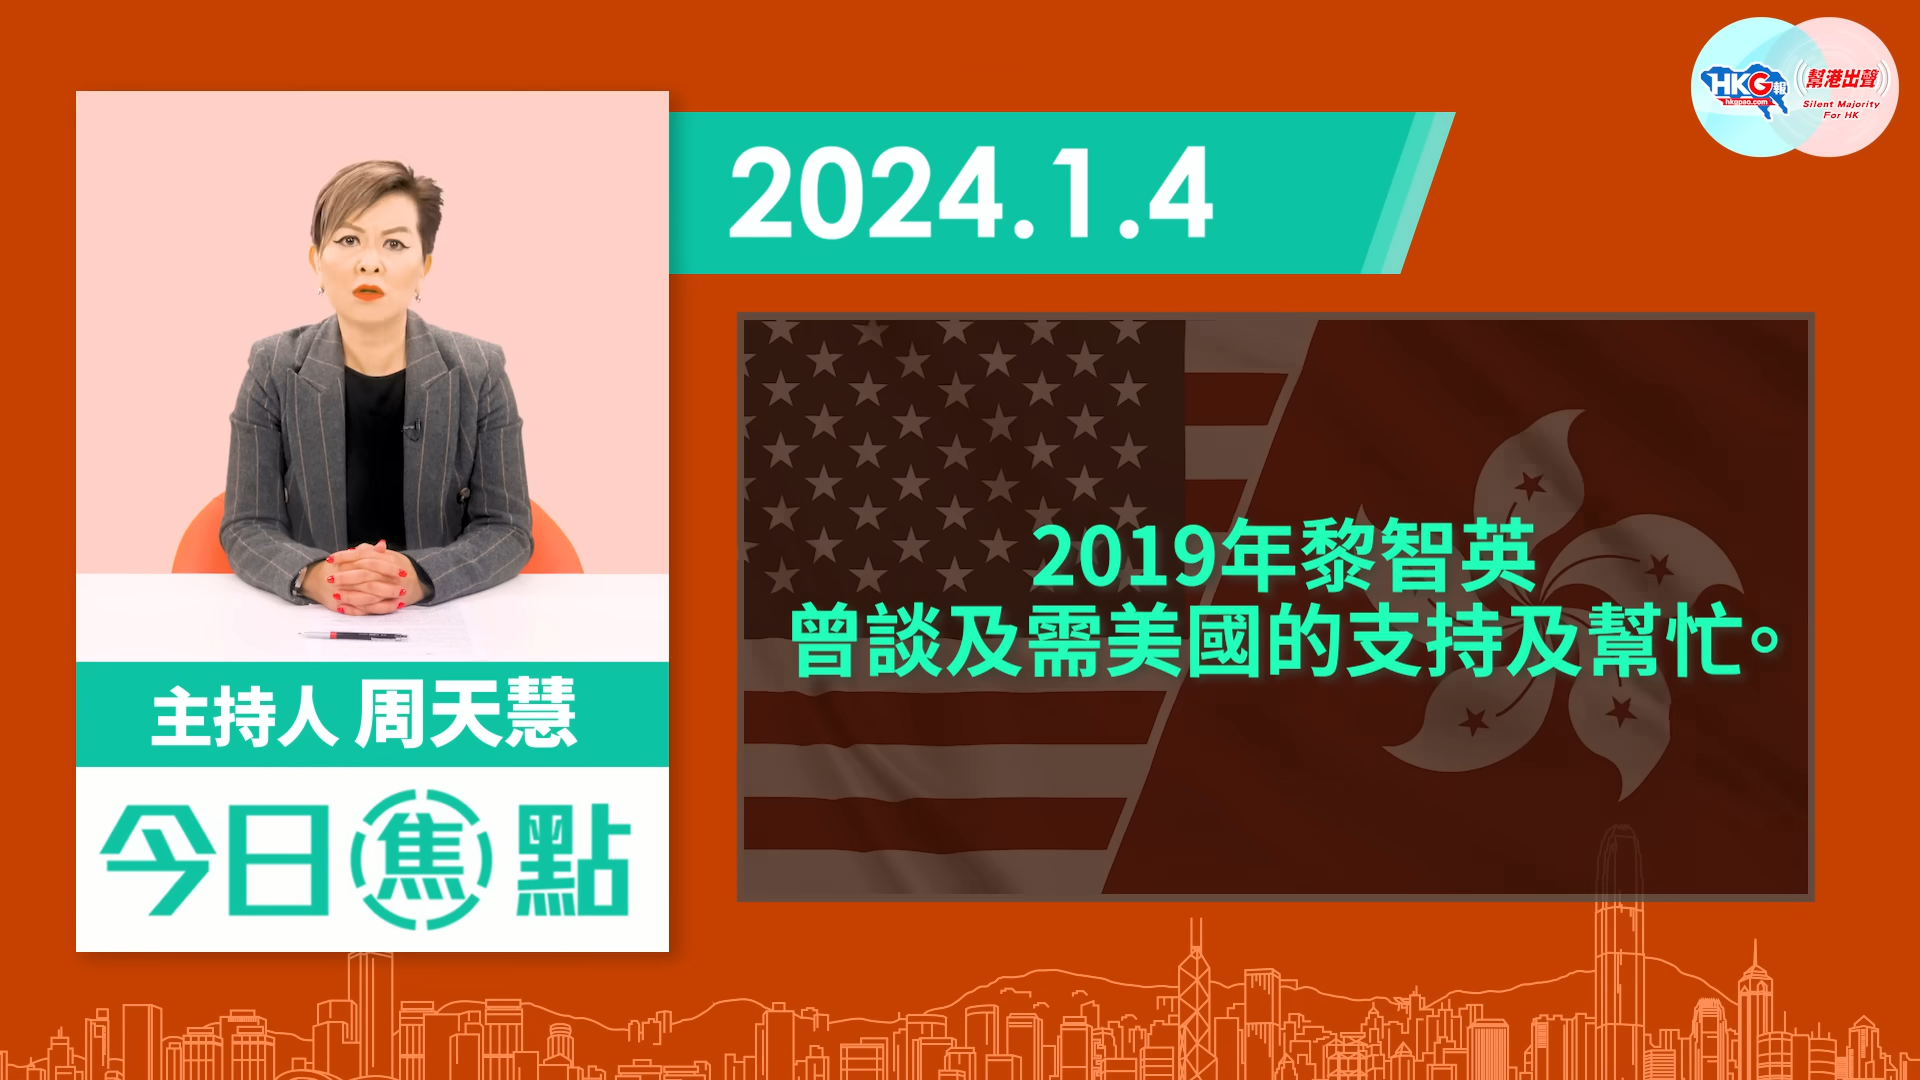 HKG報
hkgpao.com
幫港出聲
Silent Majority
For HK
2024.1.4
2019年黎智英
曾談及需美國的支持及幫忙。
主持人 周天慧
今日焦點